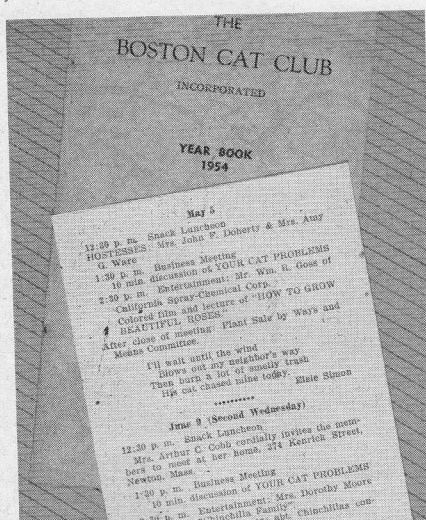 THE
BOSTON CAT CLUB
INCORPORATED
YEAR BOOK
1954
May 5
12:30 p. m. Snack Luncheon
HOSTESSES: Mrs. John F. Doherty & Mrs. Amy
G. Ware
1:30 p. m. Business Meeting
10 min. discussion of YOUR CAT PROBLEMS
2:30 p. m. Entertainment: Mr. Wm. R. Goss of
California Spray-Chemical Corp.
Colored film and lecture of "HOW TO GROW
BEAUTIFUL ROSES."
After close of meeting: Plant Sale by Ways and
Means Committee.
I'll wait until the wind
Blows out my neighbor's way
Then burn a lot of smelly trash
His cat chased mine today.
Elsie Simon
June 9 (Second Wednesday)
12:30 p. m. Snack Luncheon
Mrs. Arthur C. Cobb cordially invites the mem-
bers to meet at her home, 274 Kenrick Street,
Newton, Mass.
1:30 p. m. Business Meeting
10 min. discussion of YOUR CAT PROBLEMS
p. m. Entertainment: Mrs. Dorothy Moore
Chinchilla Family"
Chinchillas con-